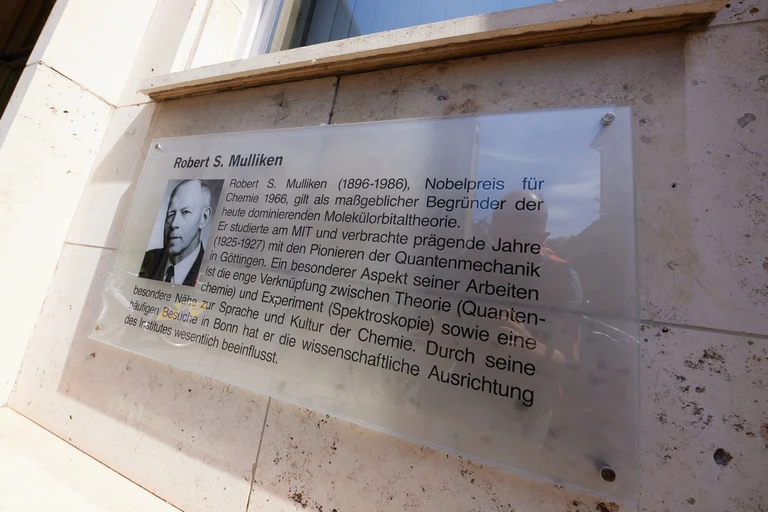 Robert S. Mulliken
Robert S. Mulliken (1896-1986), Nobelpreis für
Chemie 1966, gilt als maßgeblicher Begründer der
heute dominierenden Molekülorbitaltheorie.
Er studierte am MIT und verbrachte prägende Jahre
(1925-1927) mit den Pionieren der Quantenmechanik
in Göttingen. Ein besonderer Aspekt seiner Arbeiten
ist die enge Verknüpfung zwischen Theorie (Quanten-
chemie) und Experiment (Spektroskopie) sowie eine
besondere Nähe zur Sprache und Kultur der Chemie. Durch seine
häufigen Besuche in Bonn hat er die wissenschaftliche Ausrichtung
des Institutes wesentlich beeinflusst.